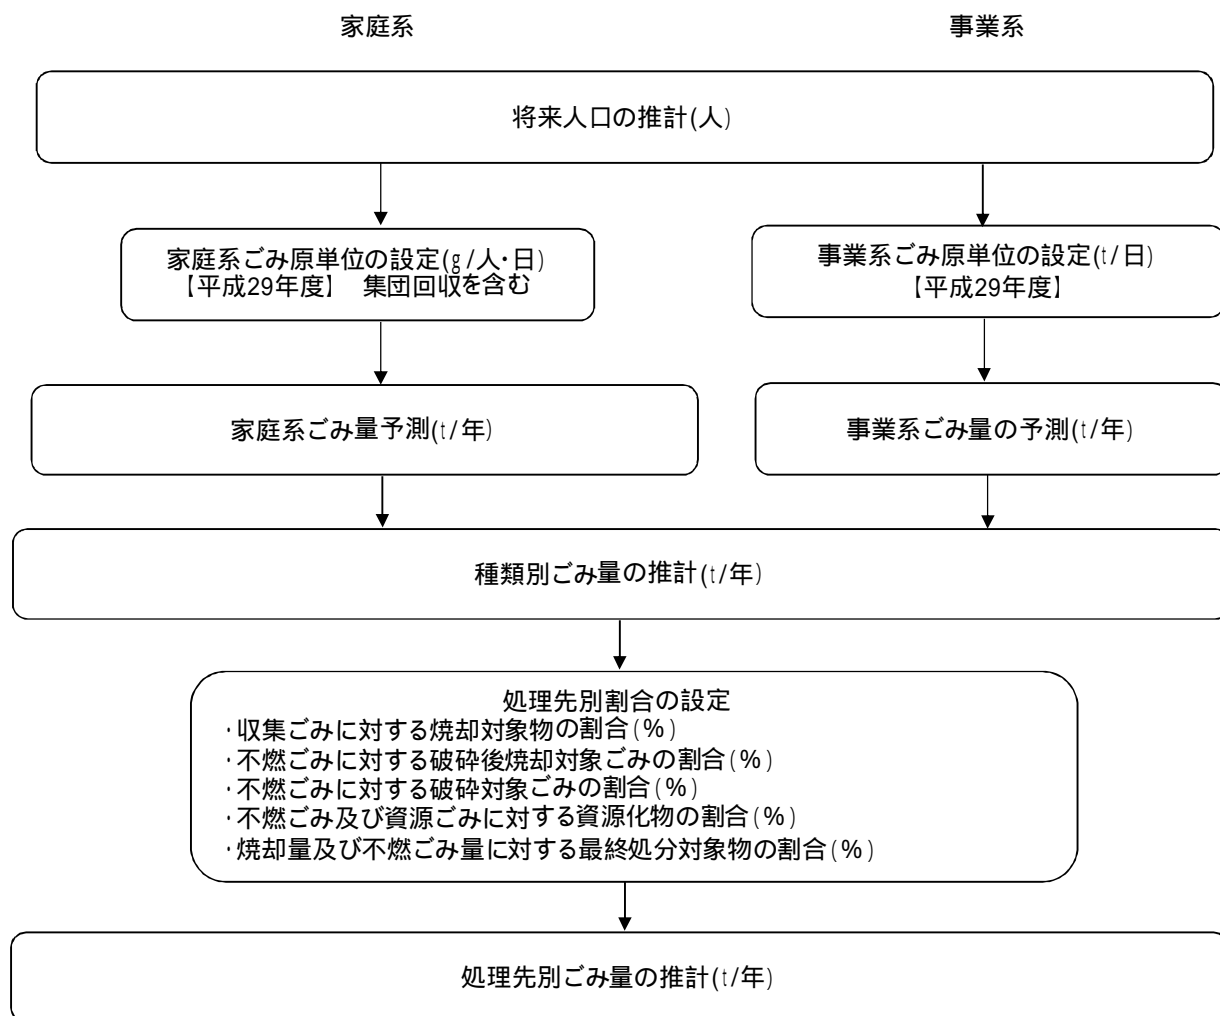 家庭系
事業系
将来人口の推計(人)
家庭系ごみ原単位の設定(g/人・日)
【平成29年度】　集団回収を含む
事業系ごみ原単位の設定(t/日)
【平成29年度】
家庭系ごみ量予測(t/年)
事業系ごみ量の予測(t/年)
種類別ごみ量の推計(t/年)
処理先別割合の設定
・収集ごみに対する焼却対象物の割合(%)
・不燃ごみに対する破砕後焼却対象ごみの割合(%)
・不燃ごみに対する破砕対象ごみの割合(%)
・不燃ごみ及び資源ごみに対する資源化物の割合(%)
・焼却量及び不燃ごみ量に対する最終処分対象物の割合(%)
処理先別ごみ量の推計(t/年)